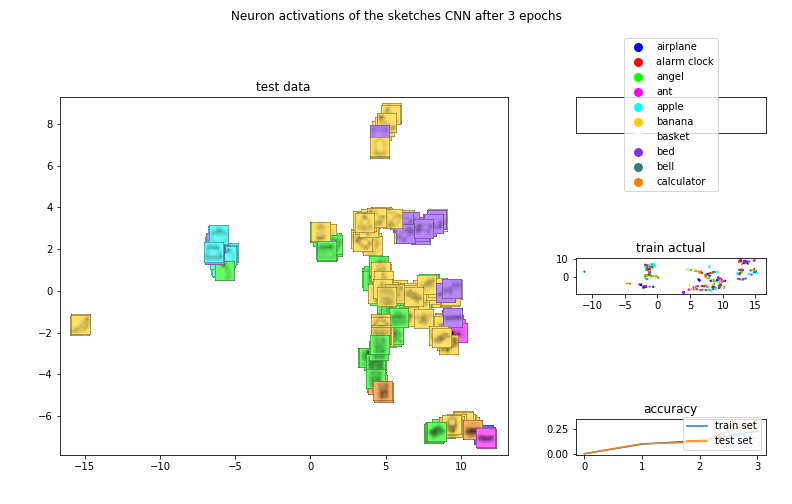 Neuron activations of the sketches CNN after 3 epochs
test data
8
6
4
2
0
−2
−4
−6
−15
−10
−5
0
5
10
airplane
alarm clock
angel
ant
apple
banana
basket
bed
bell
calculator
train actual
10
0
−10
−5
0
5
10
15
accuracy
0.25
0.00
train set
test set
0
1
2
3